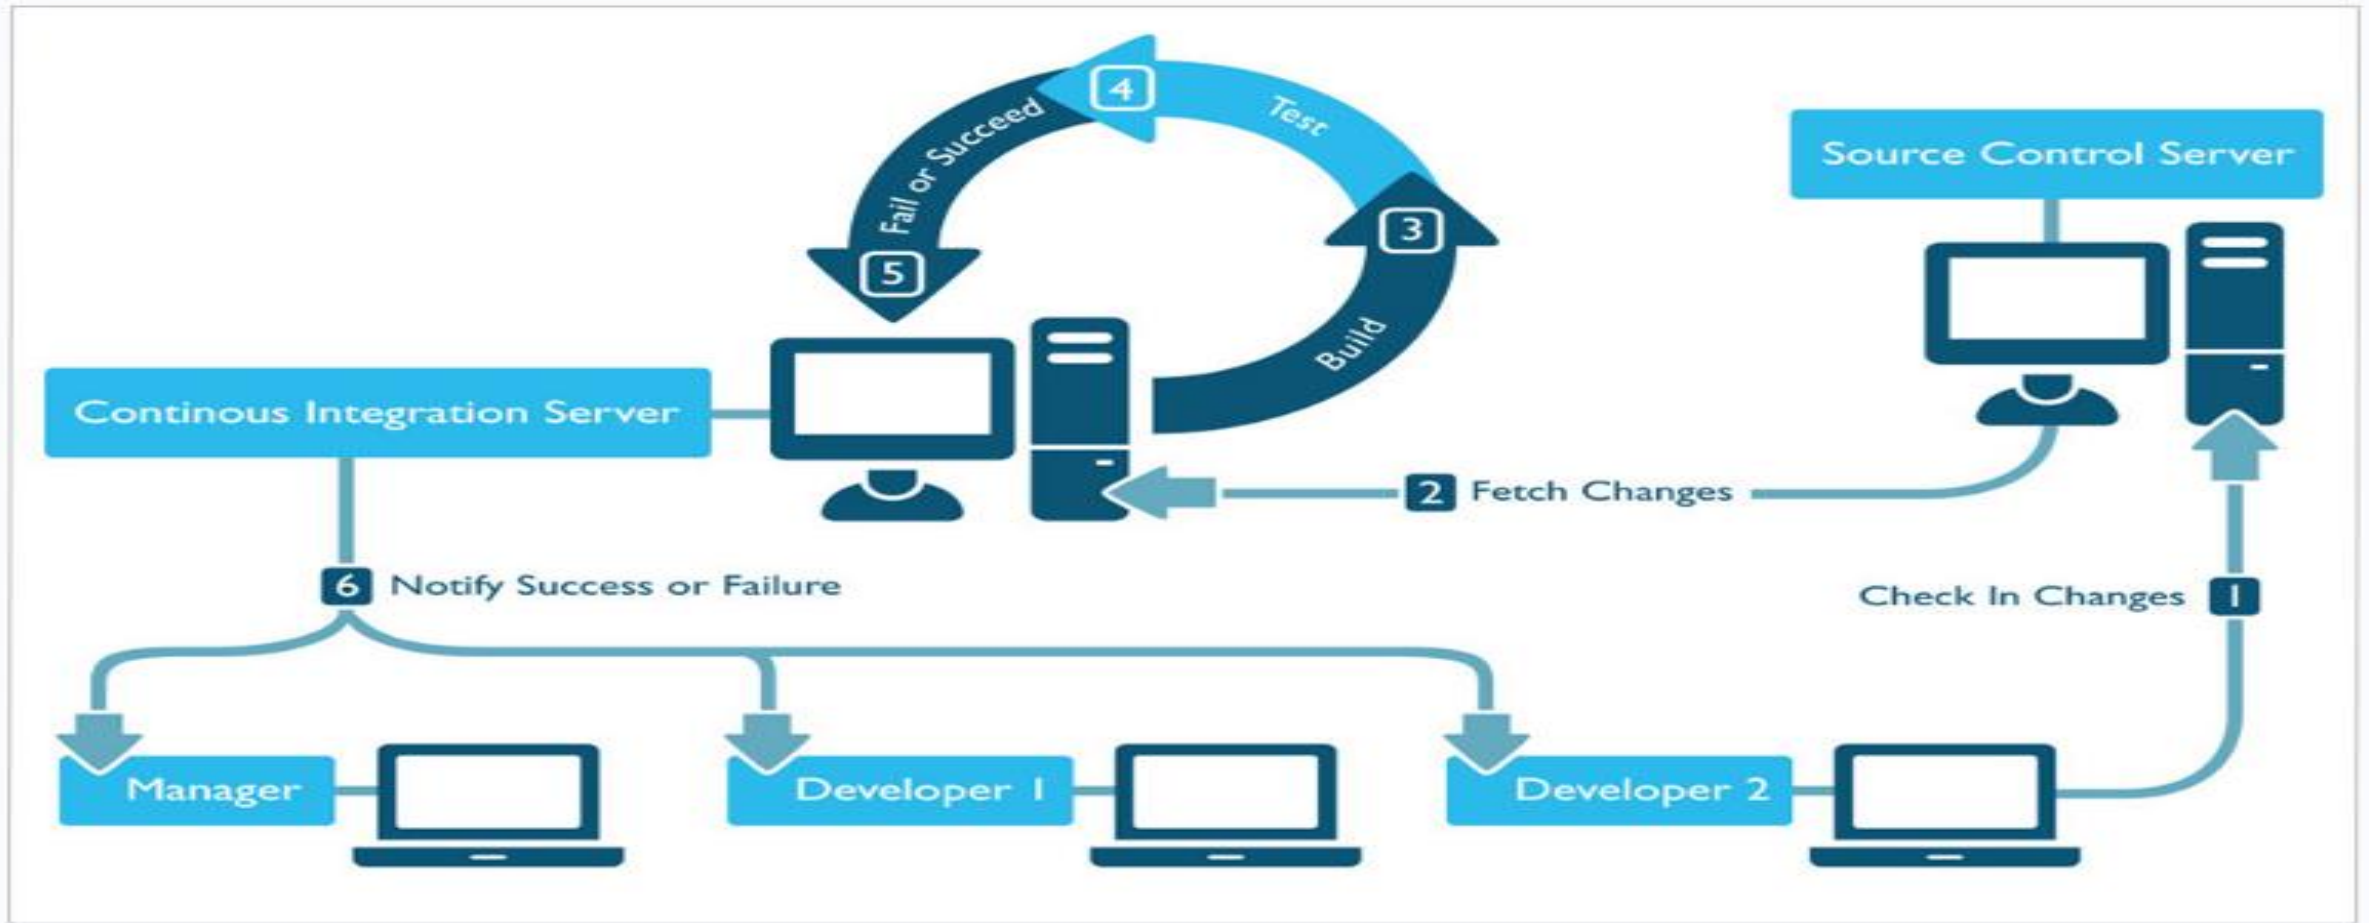 4
Test
Fail or Succeed
Source Control Server
3
5
Build
Continous Integration Server
2 Fetch Changes
6 Notify Success or Failure
Check In Changes 1
Manager
Developer 1
Developer 2